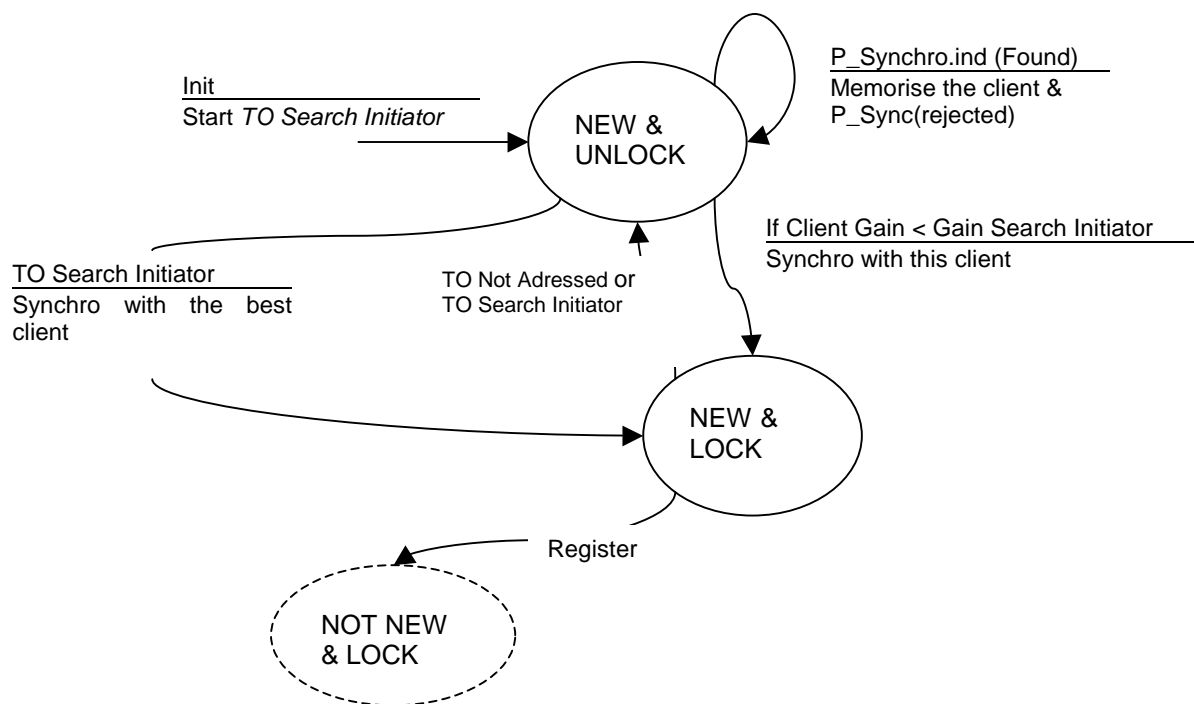 Init
Start TO Search Initiator
P_Synchro.ind (Found)
Memorise the client &
P_Sync(rejected)
NEW &
UNLOCK
If Client Gain < Gain Search Initiator
Synchro with this client
TO Search Initiator
Synchro with the best
client
TO Not Adressed or
TO Search Initiator
NEW &
LOCK
Register
NOT NEW
& LOCK